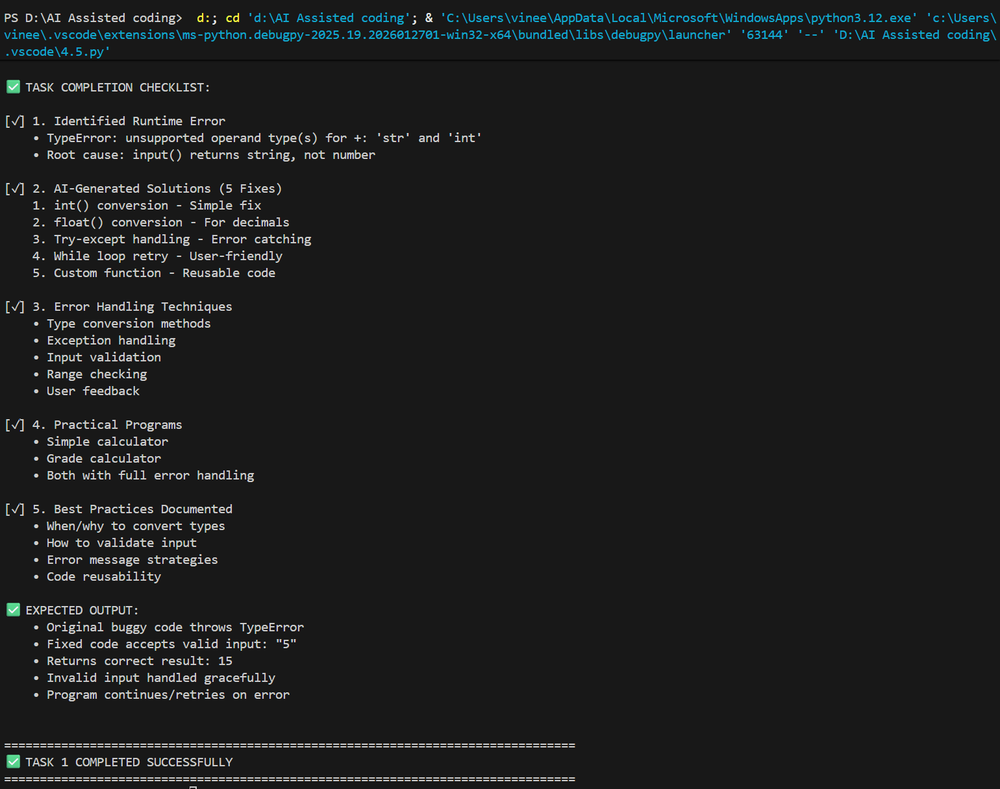 PS D:\AI Assisted coding>  d:; cd 'd:\AI Assisted coding'; & 'C:\Users\vinee\AppData\Local\Microsoft\WindowsApps\python3.12.exe' 'c:\Users\
vinee\.vscode\extensions\ms-python.debugpy-2025.19.2026012701-win32-x64\bundled\libs\debugpy\launcher' '63144' '--' 'D:\AI Assisted coding\
.vscode\4.5.py'
✅ TASK COMPLETION CHECKLIST:
[✓] 1. Identified Runtime Error
• TypeError: unsupported operand type(s) for +: 'str' and 'int'
• Root cause: input() returns string, not number
[✓] 2. AI-Generated Solutions (5 Fixes)
1. int() conversion - Simple fix
2. float() conversion - For decimals
3. Try-except handling - Error catching
4. While loop retry - User-friendly
5. Custom function - Reusable code
[✓] 3. Error Handling Techniques
• Type conversion methods
• Exception handling
• Input validation
• Range checking
• User feedback
[✓] 4. Practical Programs
• Simple calculator
• Grade calculator
• Both with full error handling
[✓] 5. Best Practices Documented
• When/why to convert types
• How to validate input
• Error message strategies
• Code reusability
✅ EXPECTED OUTPUT:
• Original buggy code throws TypeError
• Fixed code accepts valid input: "5"
• Returns correct result: 15
• Invalid input handled gracefully
• Program continues/retries on error
================================================================================
✅ TASK 1 COMPLETED SUCCESSFULLY
================================================================================